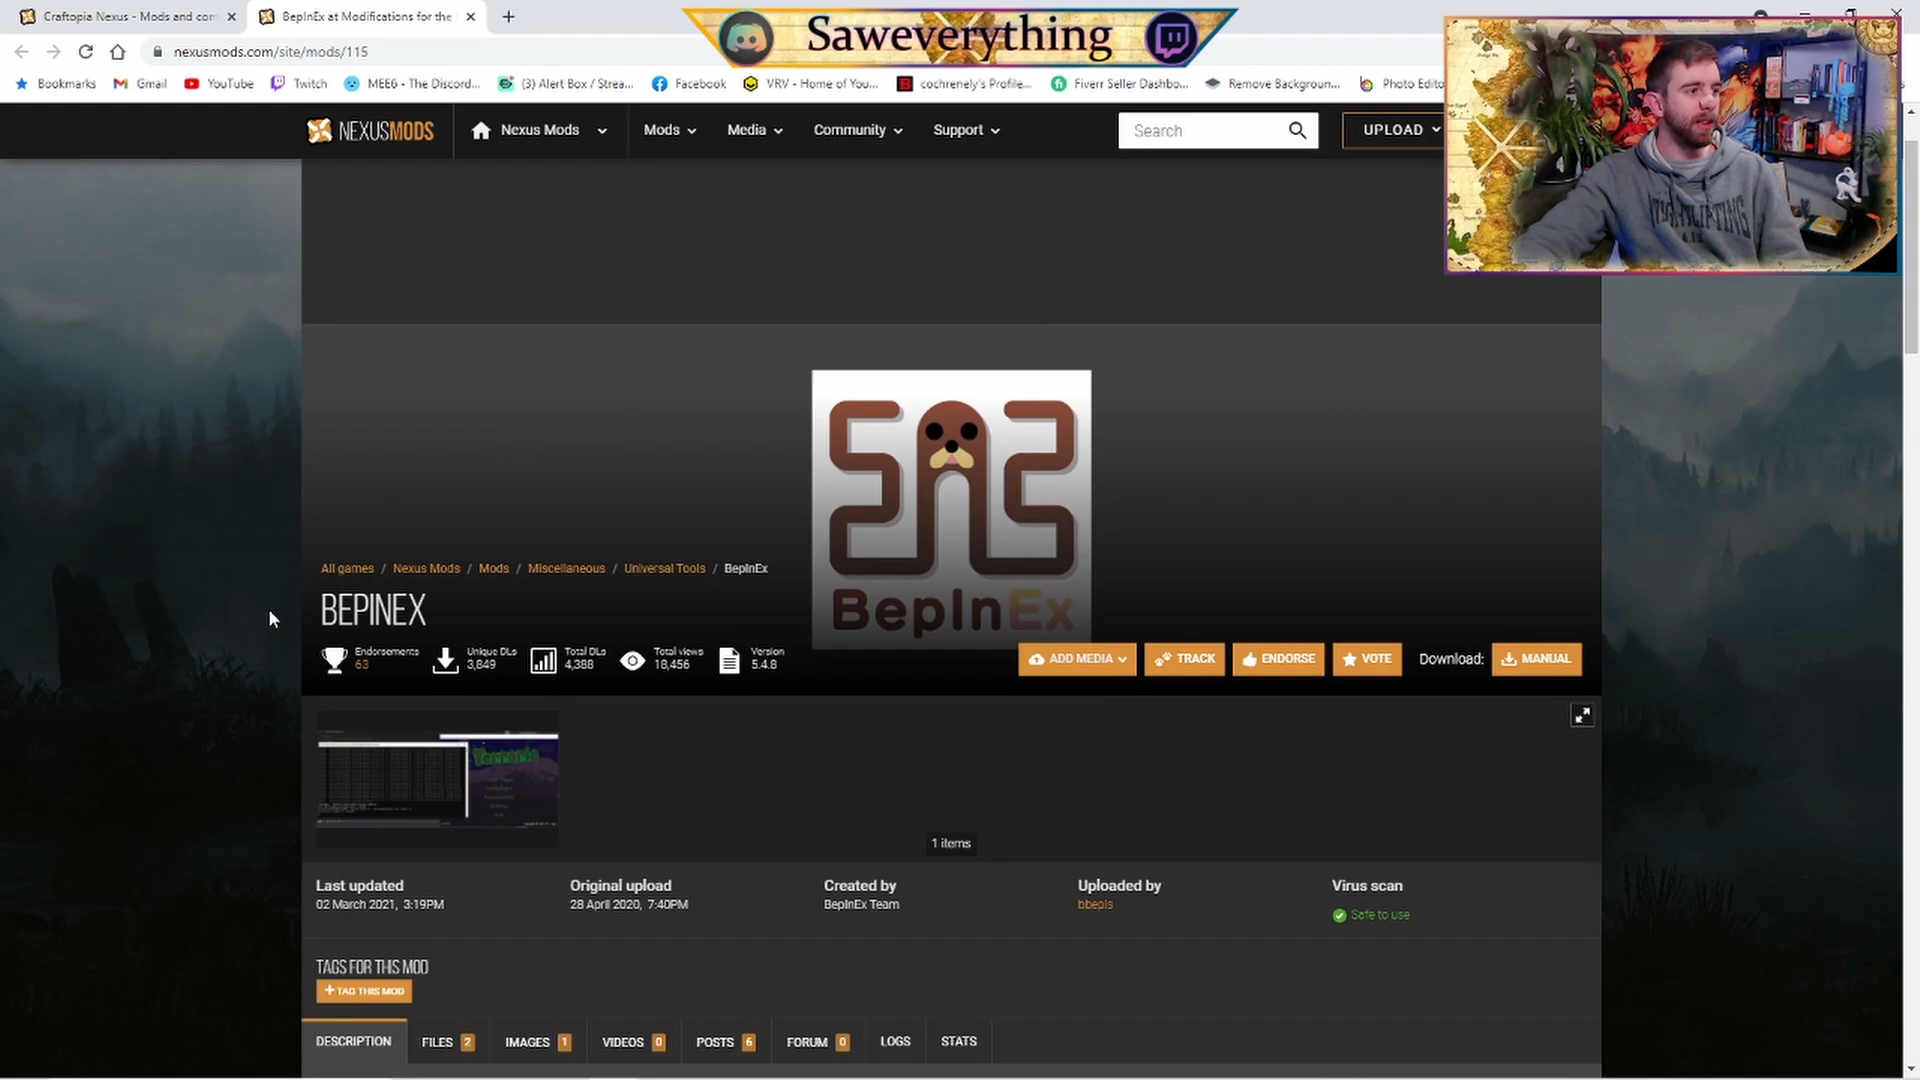 Craftopia Nexus - Mods and com
BepInEx at Modifications for the
Saweverything
nexusmods.com/site/mods/115
Bookmarks
Gmail
YouTube
Twitch
MEE6 - The Discord...
(3) Alert Box / Strea...
Facebook
VRV - Home of You...
cochrenely's Profile...
Fiverr Seller Dashbo...
Remove Backgroun...
Photo Edito
NEXUSMODS
Nexus Mods
Mods
Media
Community
Support
Search
UPLOAD
BepInEx
All games / Nexus Mods / Mods / Miscellaneous / Universal Tools / BepInEx
BEPINEX
Endorsements
63
Unique DLs
3,849
Total DLs
4,388
Total views
18,456
Version
5.4.8
ADD MEDIA
TRACK
ENDORSE
VOTE
Download:
MANUAL
Terraria
1 items
Last updated
02 March 2021, 3:19PM
Original upload
28 April 2020, 7:40PM
Created by
BepInEx Team
Uploaded by
bbepis
Virus scan
Safe to use
TAGS FOR THIS MOD
+ TAG THIS MOD
DESCRIPTION
FILES 2
IMAGES 1
VIDEOS 0
POSTS 6
FORUM 0
LOGS
STATS